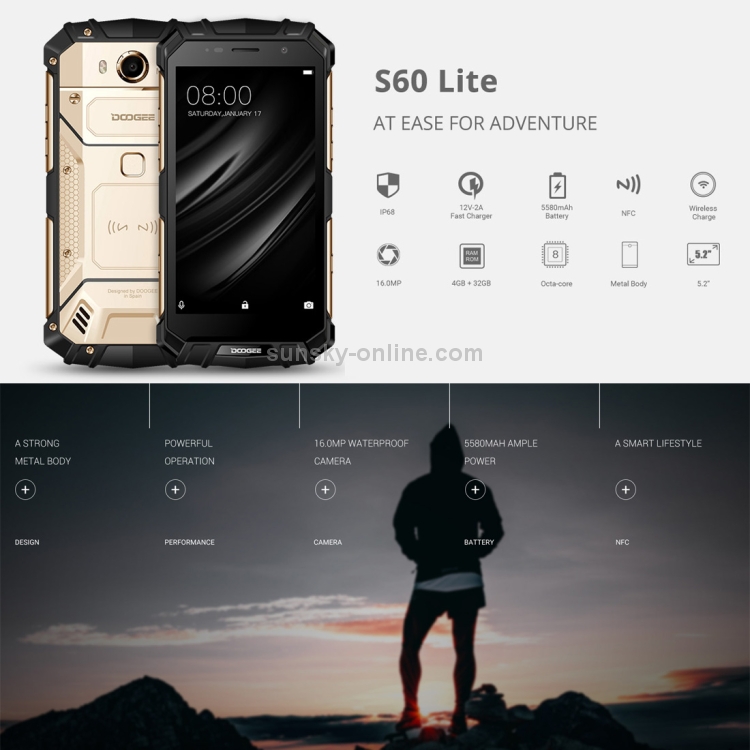 DOOGEE
Designed by DOOGEE
in Spain
08:00
SATURDAY, JANUARY 17
DOOGEE
S60 Lite
AT EASE FOR ADVENTURE
IP68
12V-2A
Fast Charger
5580mAh
Battery
NFC
Wireless
Charge
16.0MP
RAM
ROM
4GB + 32GB
8
Octa-core
Metal Body
5.2"
5.2"
sunsky-online.com
A STRONG
METAL BODY
DESIGN
POWERFUL
OPERATION
PERFORMANCE
16.0MP WATERPROOF
CAMERA
CAMERA
5580MAH AMPLE
POWER
BATTERY
A SMART LIFESTYLE
NFC